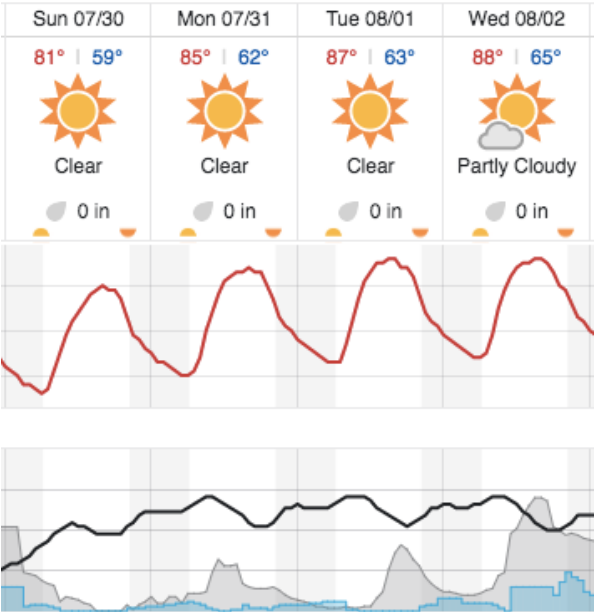 Sun 07/30 Mon 07/31 Tue 08/01 Wed 08/02
81° | 59° 85° | 62° 87° | 63° 88° | 65°
Clear Clear Clear Partly Cloudy
0 in 0 in 0 in 0 in